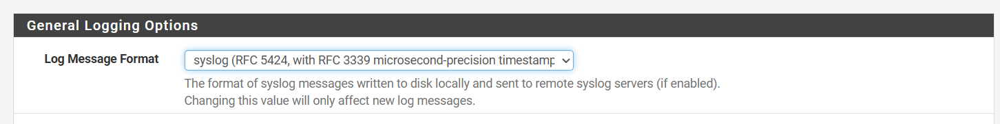 General Logging Options
Log Message Format
syslog (RFC 5424, with RFC 3339 microsecond-precision timestamp
The format of syslog messages written to disk locally and sent to remote syslog servers (if enabled).
Changing this value will only affect new log messages.